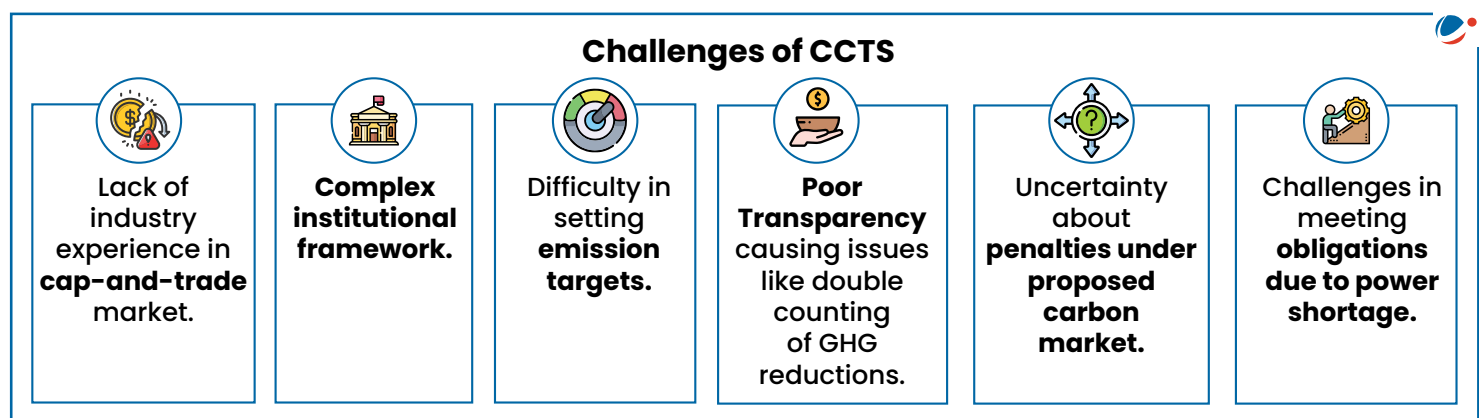 Challenges of CCTS
Lack of
industry
experience in
cap-and-trade
market.
Complex
institutional
framework.
Difficulty in
setting
emission
targets.
Poor
Transparency
causing issues
like double
counting
of GHG
reductions.
Uncertainty
about
penalties under
proposed
carbon
market.
Challenges in
meeting
obligations
due to power
shortage.